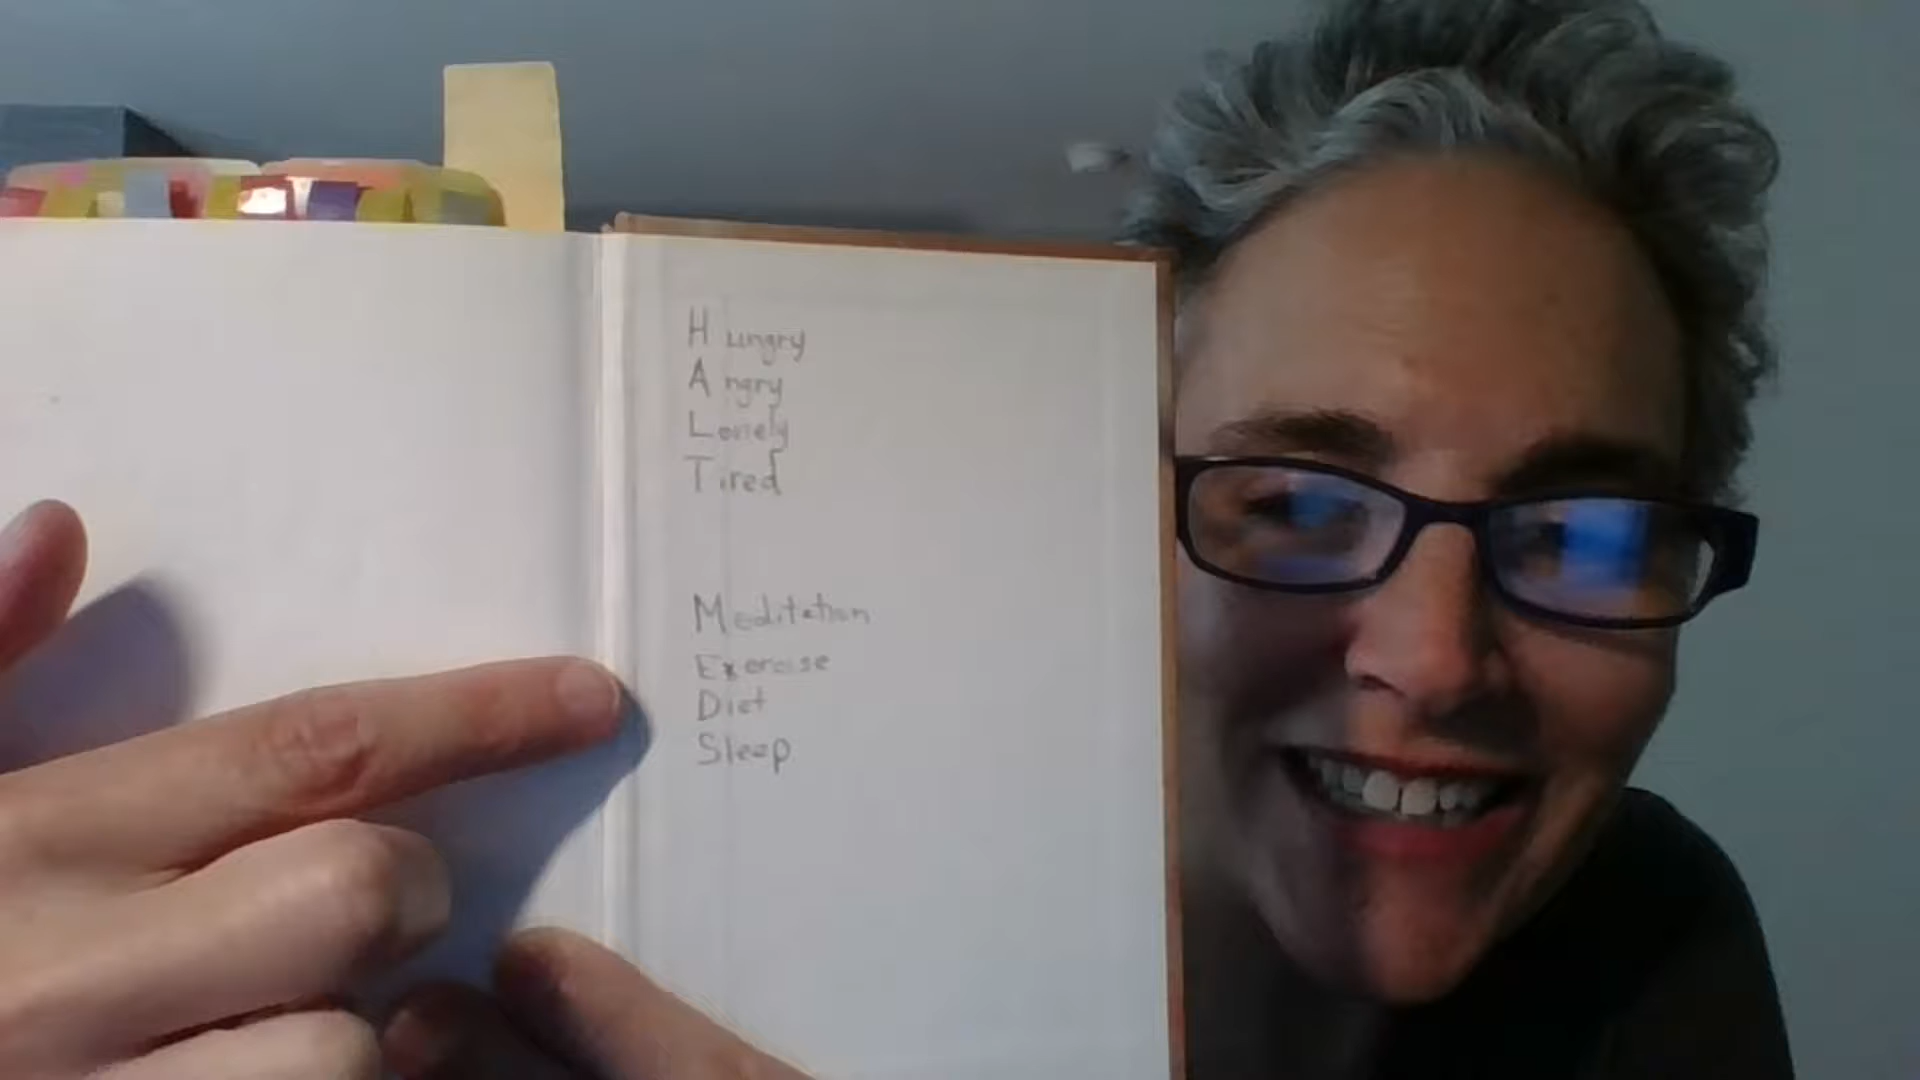 Hungry
Angry
Lonely
Tired
Meditation
Exercise
Diet
Sleep